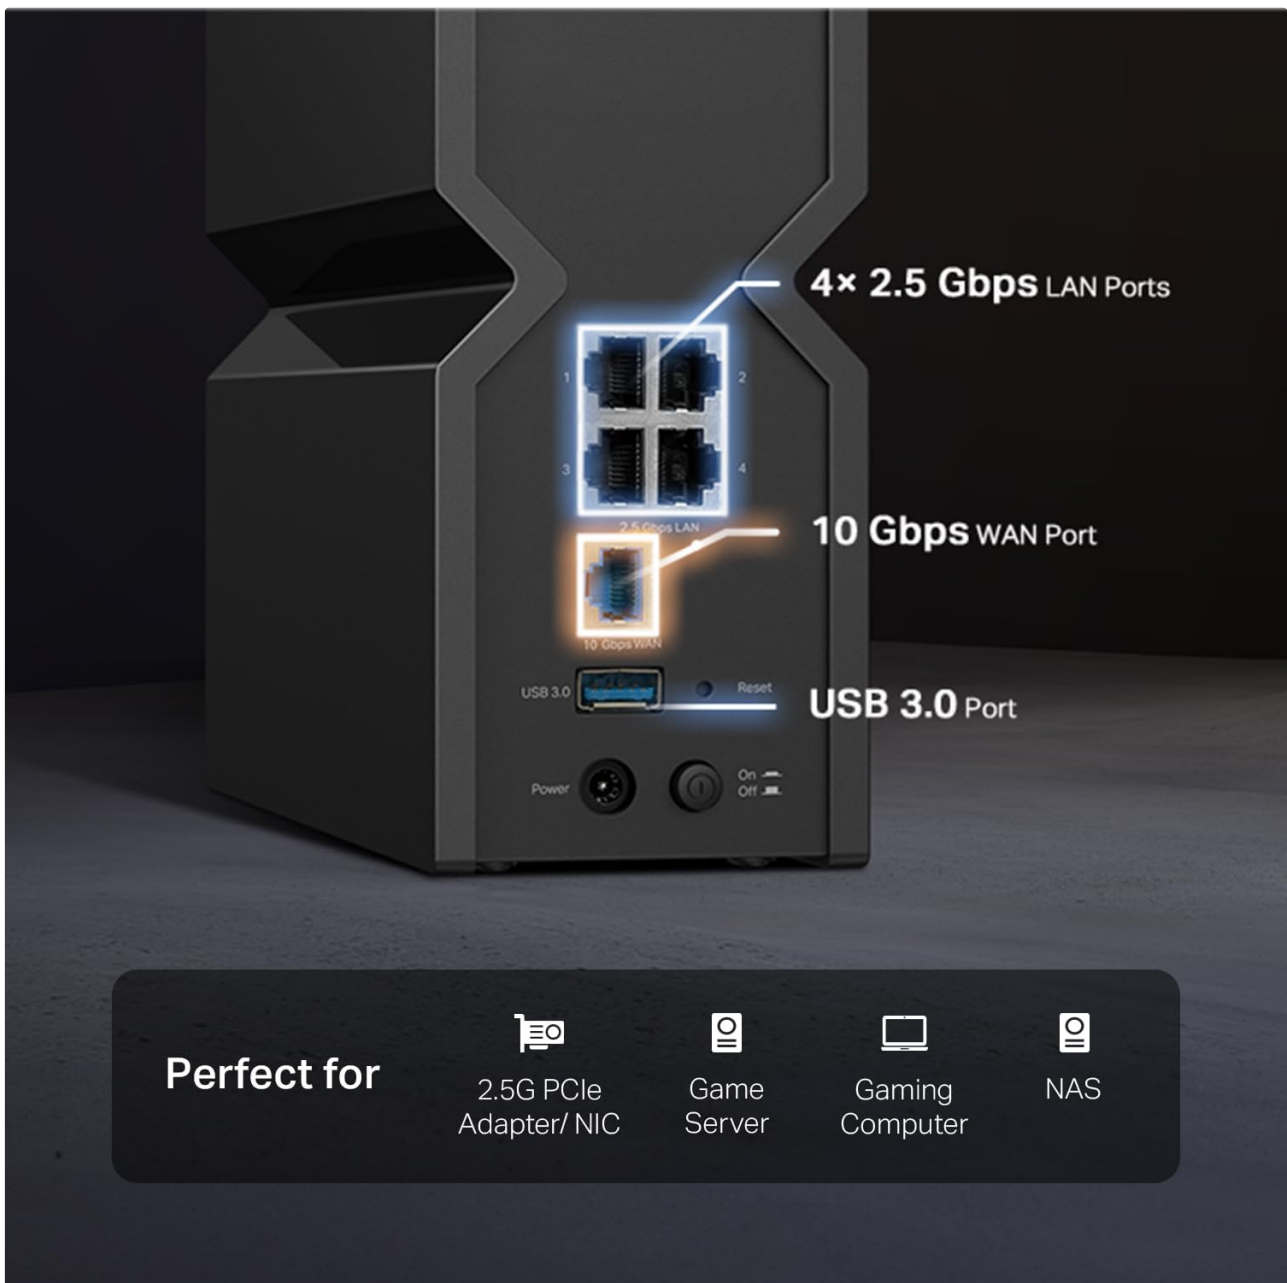 4× 2.5 Gbps LAN Ports
1
2
3
4
2.5 Gbps LAN
10 Gbps WAN Port
10 Gbps WAN
USB 3.0
Reset
USB 3.0 Port
Power
On
Off
Perfect for
2.5G PCIe
Adapter/ NIC
Game
Server
Gaming
Computer
NAS